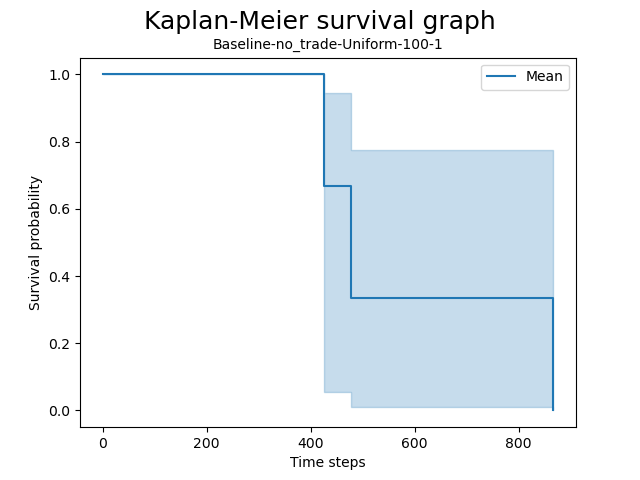 Kaplan-Meier survival graph
Baseline-no_trade-Uniform-100-1
Mean
Survival probability
1.0
0.8
0.6
0.4
0.2
0.0
0 200 400 600 800
Time steps